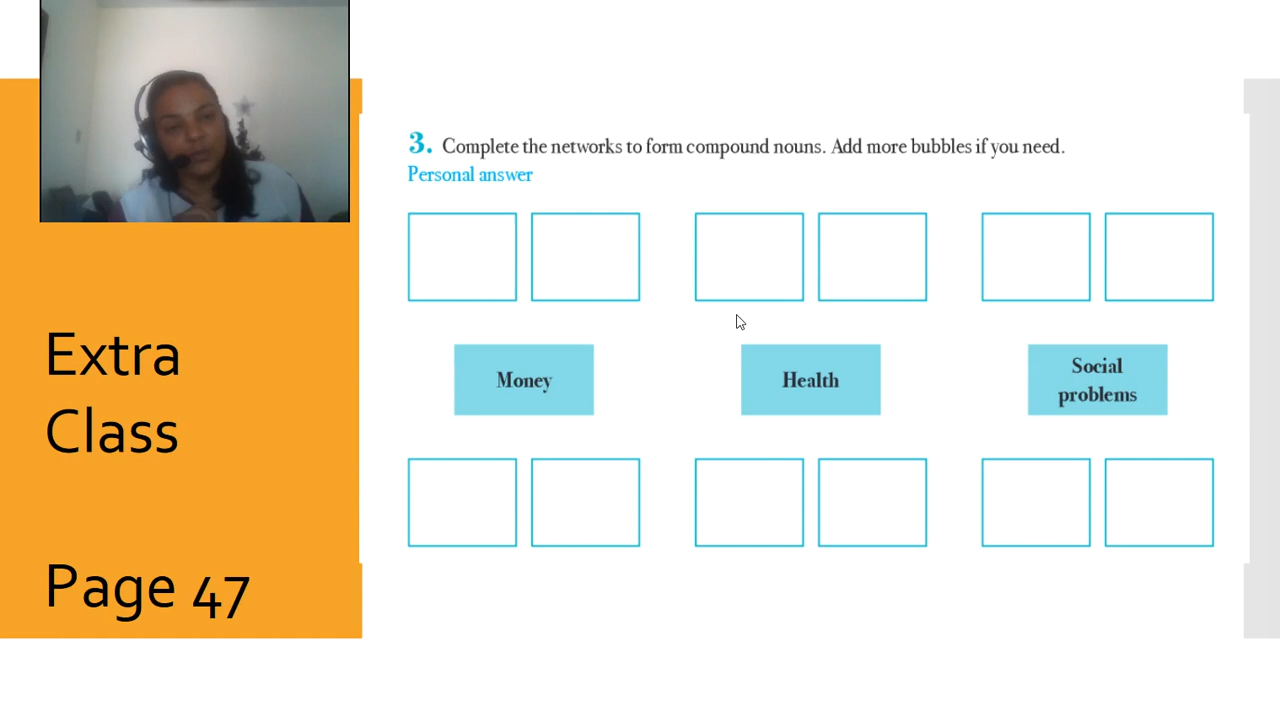 Extra
Class
Page 47
3. Complete the networks to form compound nouns. Add more bubbles if you need.
Personal answer
Money
Health
Social
problems